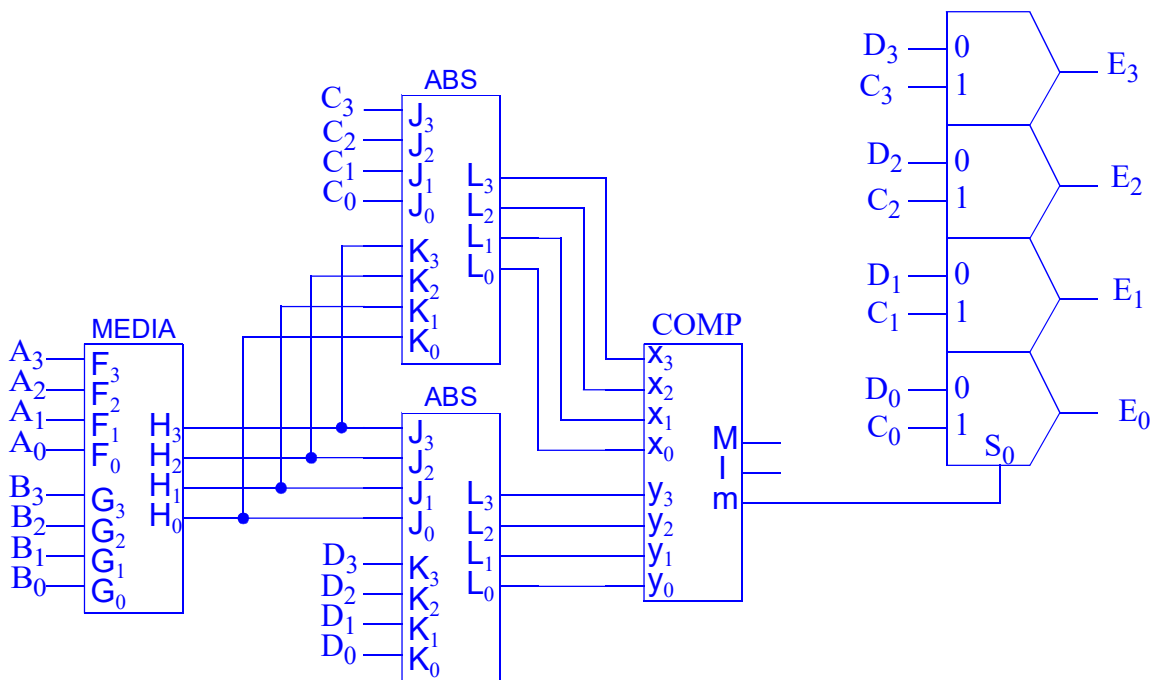 ABS
C3
C2
C1
C0
J3
J2
J1
J0
K3
K2
K1
K0
L3
L2
L1
L0
MEDIA
A3
A2
A1
A0
B3
B2
B1
B0
F3
F2
F1
F0
G3
G2
G1
G0
H3
H2
H1
H0
ABS
J3
J2
J1
J0
D3
D2
D1
D0
K3
K2
K1
K0
L3
L2
L1
L0
COMP
x3
x2
x1
x0
y3
y2
y1
y0
M
I
m
D3 0
C3 1
E3
D2 0
C2 1
E2
D1 0
C1 1
E1
D0 0
C0 1
S0
E0